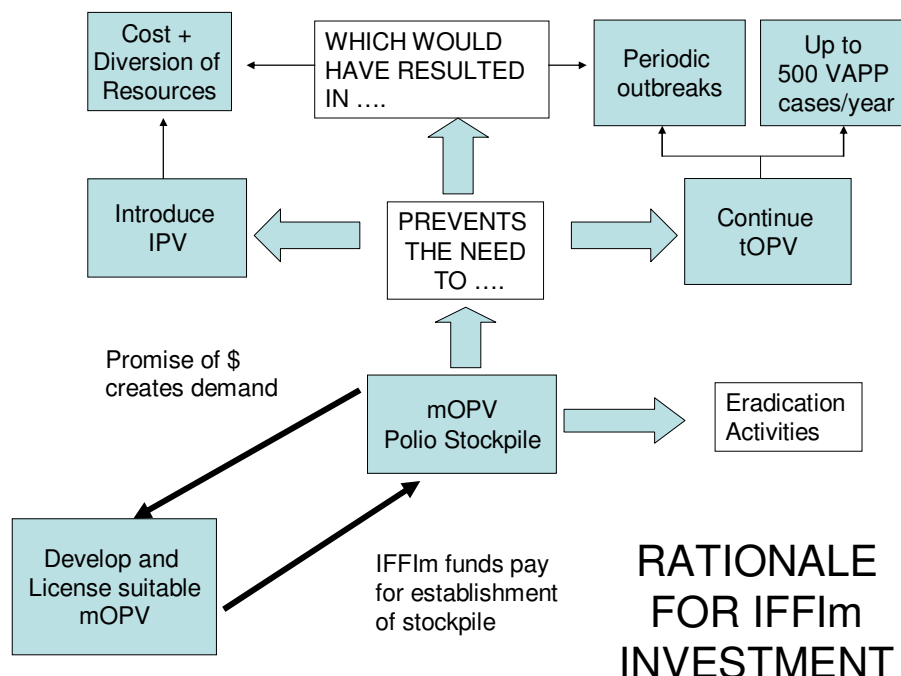 Cost +
Diversion of
Resources
WHICH WOULD
HAVE RESULTED
IN ....
Periodic
outbreaks
Up to
500 VAPP
cases/year
Introduce
IPV
PREVENTS
THE NEED
TO ....
Continue
tOPV
Promise of $
creates demand
mOPV
Polio Stockpile
Eradication
Activities
Develop and
License suitable
mOPV
IFFIm funds pay
for establishment
of stockpile
RATIONALE
FOR IFFIm
INVESTMENT